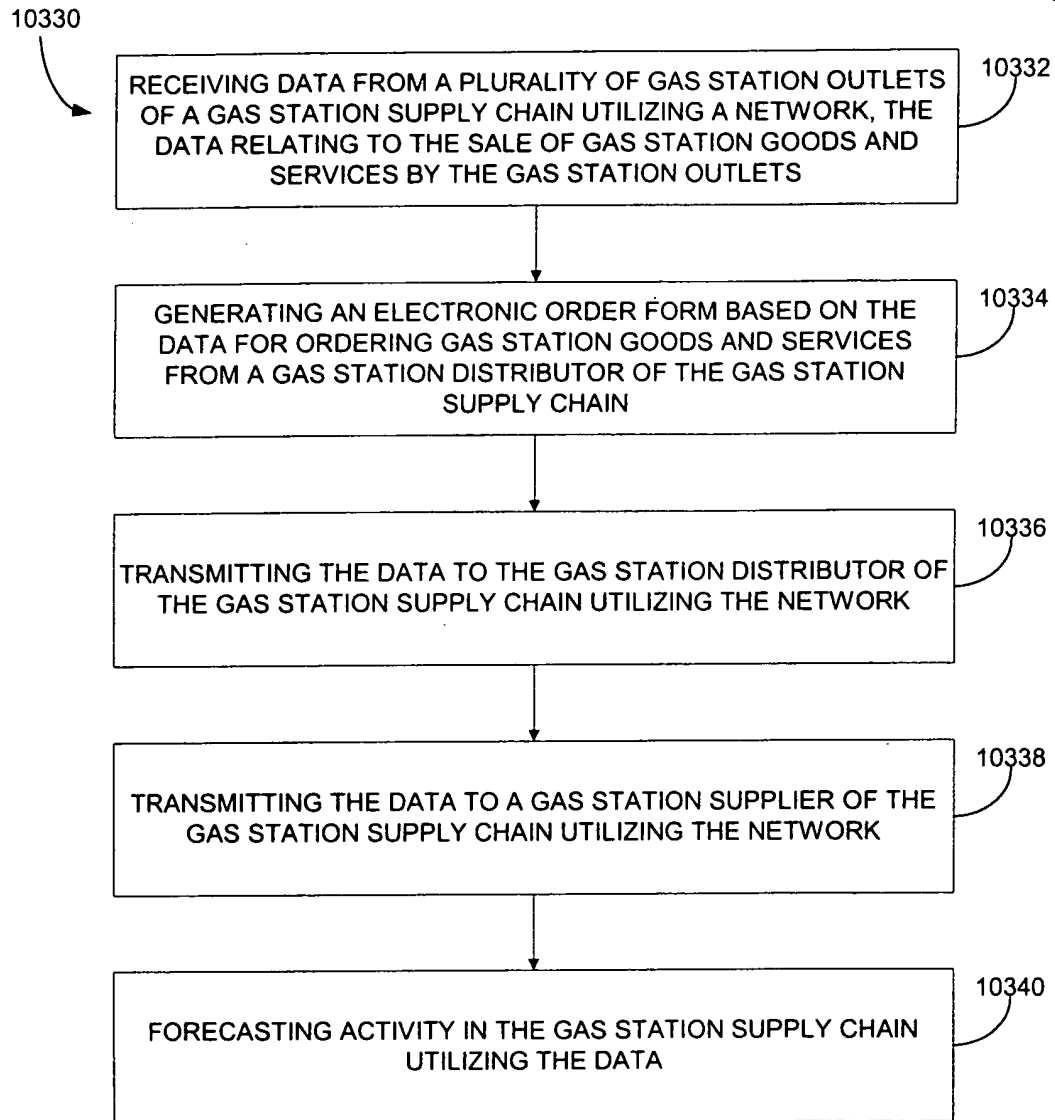 10330
RECEIVING DATA FROM A PLURALITY OF GAS STATION OUTLETS
OF A GAS STATION SUPPLY CHAIN UTILIZING A NETWORK, THE
DATA RELATING TO THE SALE OF GAS STATION GOODS AND
SERVICES BY THE GAS STATION OUTLETS
10332
GENERATING AN ELECTRONIC ORDER FORM BASED ON THE
DATA FOR ORDERING GAS STATION GOODS AND SERVICES
FROM A GAS STATION DISTRIBUTOR OF THE GAS STATION
SUPPLY CHAIN
10334
TRANSMITTING THE DATA TO THE GAS STATION DISTRIBUTOR OF
THE GAS STATION SUPPLY CHAIN UTILIZING THE NETWORK
10336
TRANSMITTING THE DATA TO A GAS STATION SUPPLIER OF THE
GAS STATION SUPPLY CHAIN UTILIZING THE NETWORK
10338
FORECASTING ACTIVITY IN THE GAS STATION SUPPLY CHAIN
UTILIZING THE DATA
10340